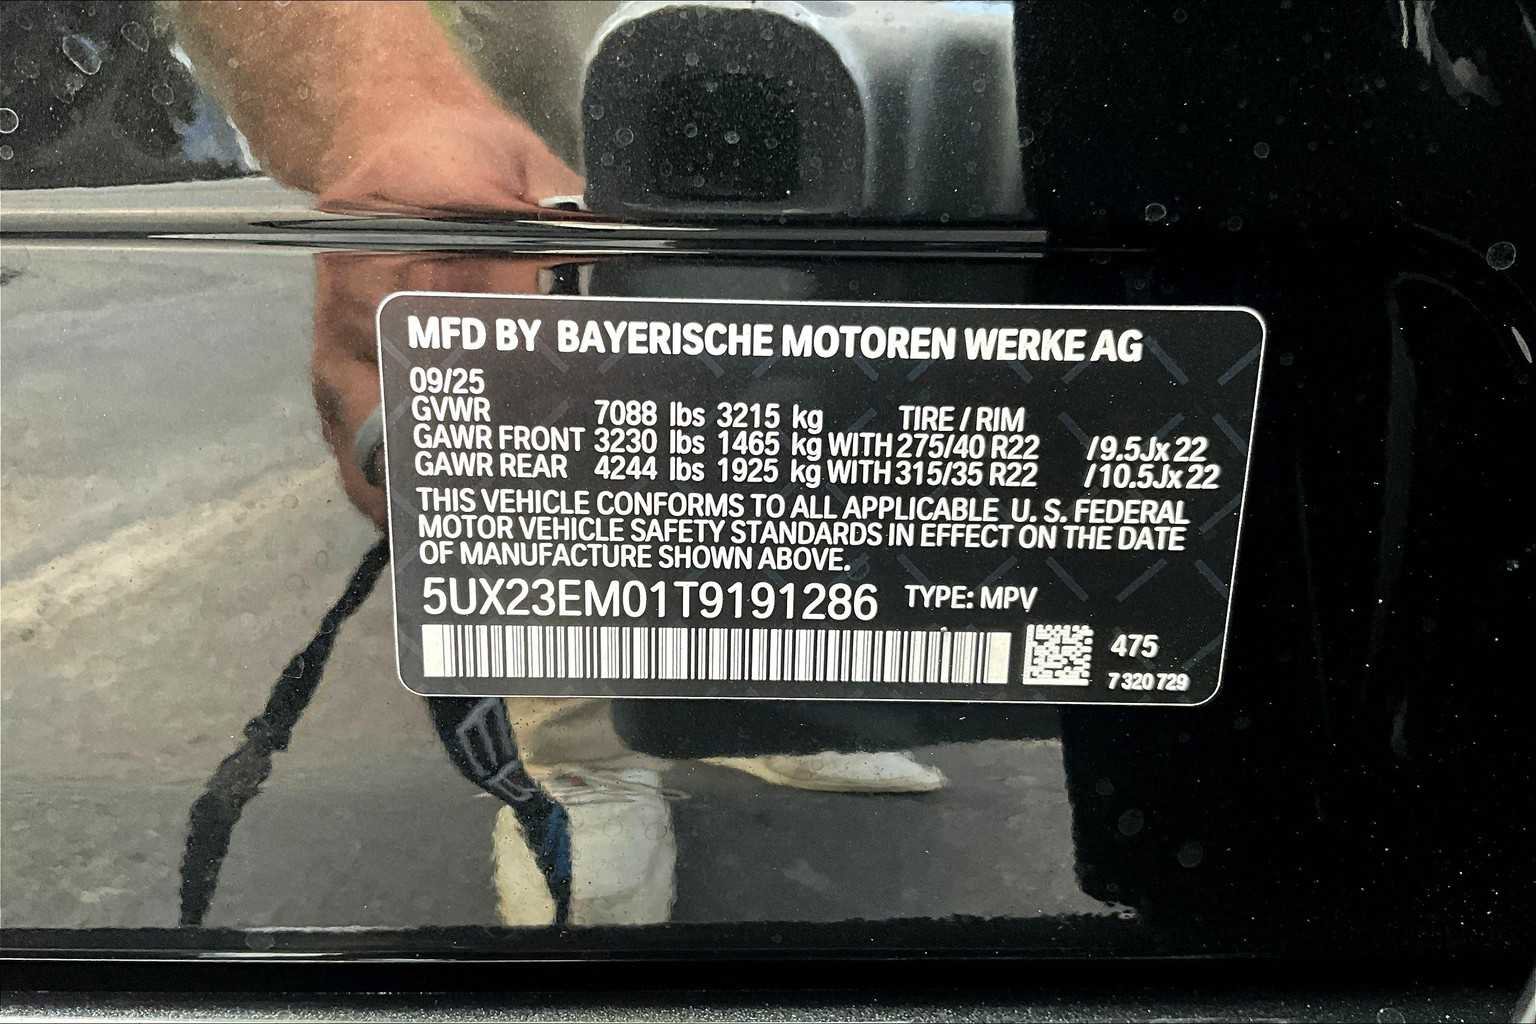 MFD BY BAYERISCHE MOTOREN WERKE AG
09/25
GVWR 7088 lbs 3215 kg TIRE / RIM
GAWR FRONT 3230 lbs 1465 kg WITH 275/40 R22 /9.5Jx 22
GAWR REAR 4244 lbs 1925 kg WITH 315/35 R22 /10.5Jx 22
THIS VEHICLE CONFORMS TO ALL APPLICABLE U. S. FEDERAL
MOTOR VEHICLE SAFETY STANDARDS IN EFFECT ON THE DATE
OF MANUFACTURE SHOWN ABOVE.
5UX23EM01T9191286 TYPE: MPV
475
7 320 729